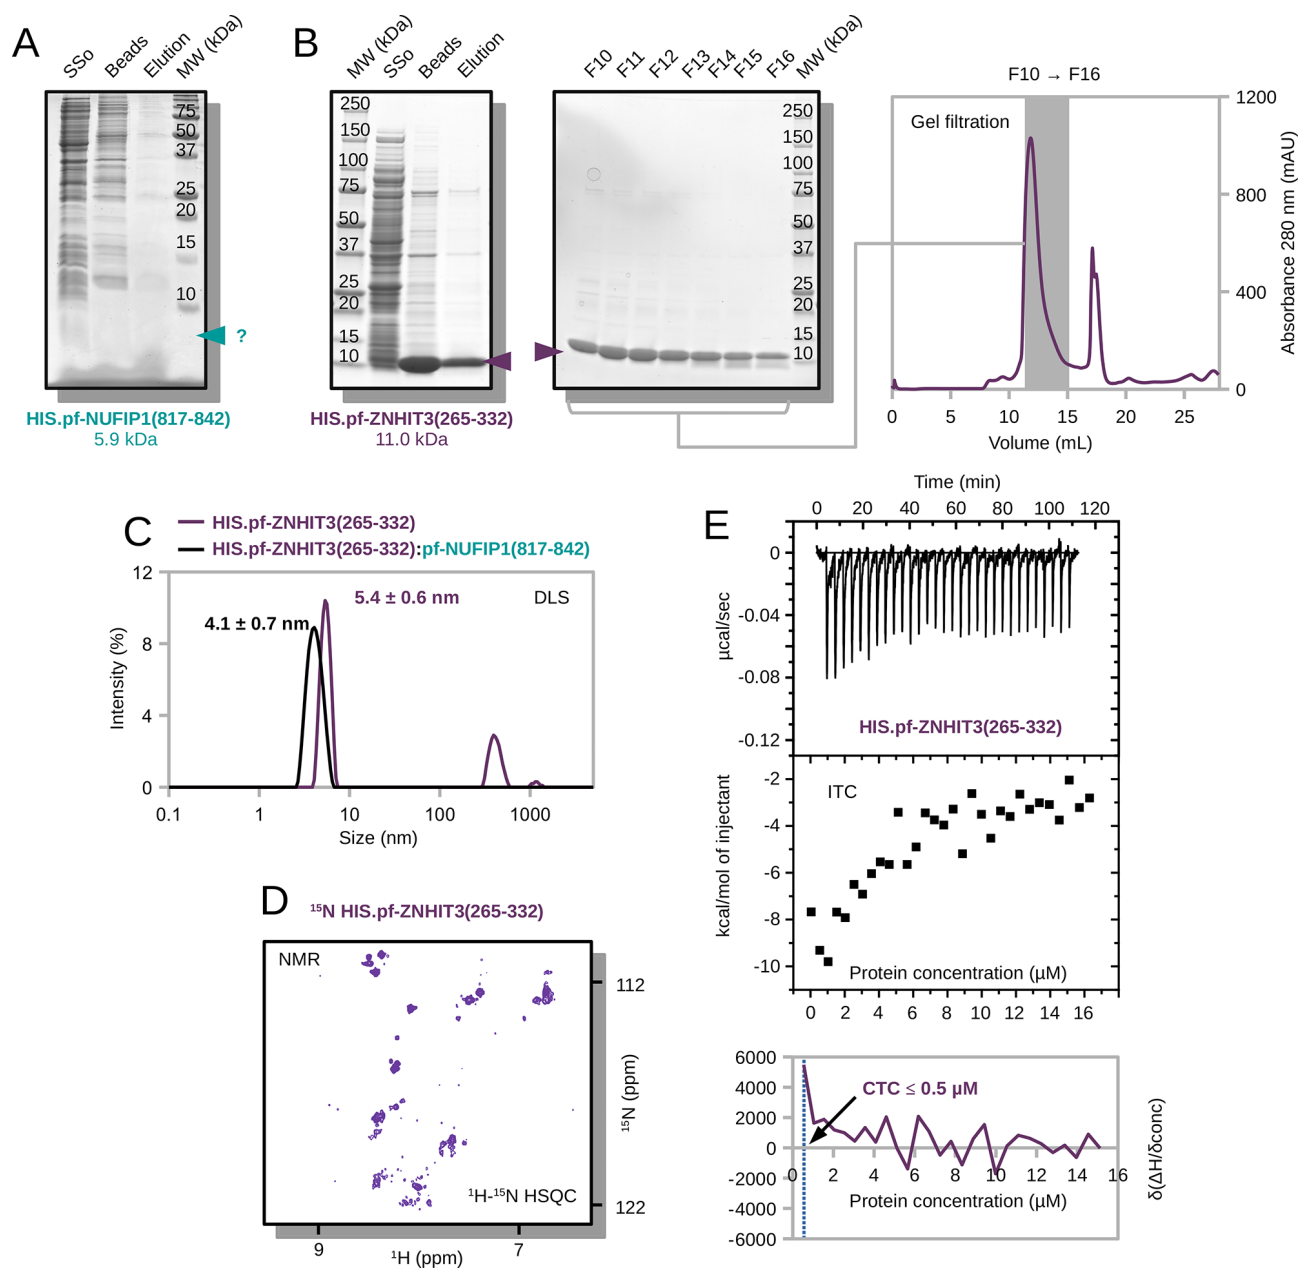 A
SSo
Beads
Elution
MW (kDa)
75
50
37
25
20
15
10
?
HIS.pf-NUFIP1(817-842)
5.9 kDa
B
MW (kDa)
SSo
Beads
Elution
250
150
100
75
50
37
25
20
15
10
HIS.pf-ZNHIT3(265-332)
11.0 kDa
F10
F11
F12
F13
F14
F15
F16
MW (kDa)
250
150
100
75
50
37
25
20
15
10
F10 → F16
Gel filtration
1200
800
400
0
Absorbance 280 nm (mAU)
0 5 10 15 20 25
Volume (mL)
C
HIS.pf-ZNHIT3(265-332)
HIS.pf-ZNHIT3(265-332):pf-NUFIP1(817-842)
12
8
4
0
Intensity (%)
5.4 ± 0.6 nm
DLS
4.1 ± 0.7 nm
0.1 1 10 100 1000
Size (nm)
D
¹⁵N HIS.pf-ZNHIT3(265-332)
NMR
112
122
¹⁵N (ppm)
¹H-¹⁵N HSQC
9 7
¹H (ppm)
E
Time (min)
0 20 40 60 80 100 120
0
-0.04
-0.08
-0.12
µcal/sec
HIS.pf-ZNHIT3(265-332)
ITC
-2
-4
-6
-8
-10
kcal/mol of injectant
Protein concentration (µM)
0 2 4 6 8 10 12 14 16
6000
4000
2000
0
-2000
-4000
-6000
CTC ≤ 0.5 µM
0 2 4 6 8 10 12 14 16
Protein concentration (µM)
δ(ΔH/δconc)